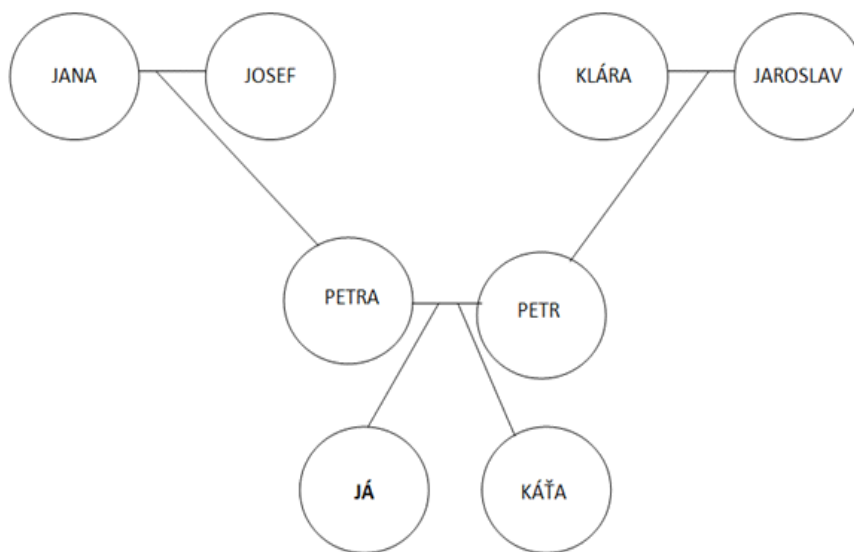 JANA
JOSEF
KLÁRA
JAROSLAV
PETRA
PETR
JÁ
KÁŤA